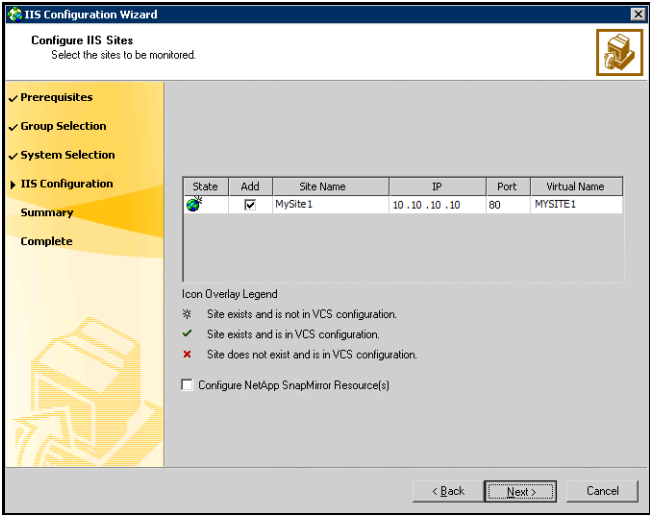 IIS Configuration Wizard
Configure IIS Sites
Select the sites to be monitored.
Prerequisites
Group Selection
System Selection
IIS Configuration
Summary
Complete
State Add Site Name IP Port Virtual Name
MySite1 10 . 10 . 10 . 10 80 MYSITE1
Icon Overlay Legend
Site exists and is not in VCS configuration.
Site exists and is in VCS configuration.
Site does not exist and is in VCS configuration.
Configure NetApp SnapMirror Resource(s)
< Back Next > Cancel